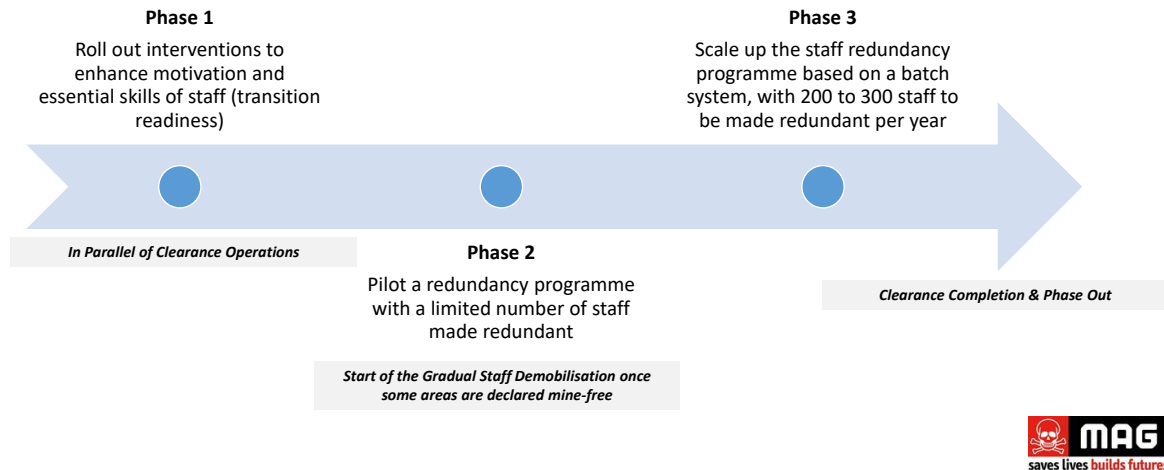 Phase 1
Roll out interventions to
enhance motivation and
essential skills of staff (transition
readiness)
In Parallel of Clearance Operations
Phase 2
Pilot a redundancy programme
with a limited number of staff
made redundant
Start of the Gradual Staff Demobilisation once
some areas are declared mine-free
Phase 3
Scale up the staff redundancy
programme based on a batch
system, with 200 to 300 staff to
be made redundant per year
Clearance Completion & Phase Out
MAG
saves lives builds future